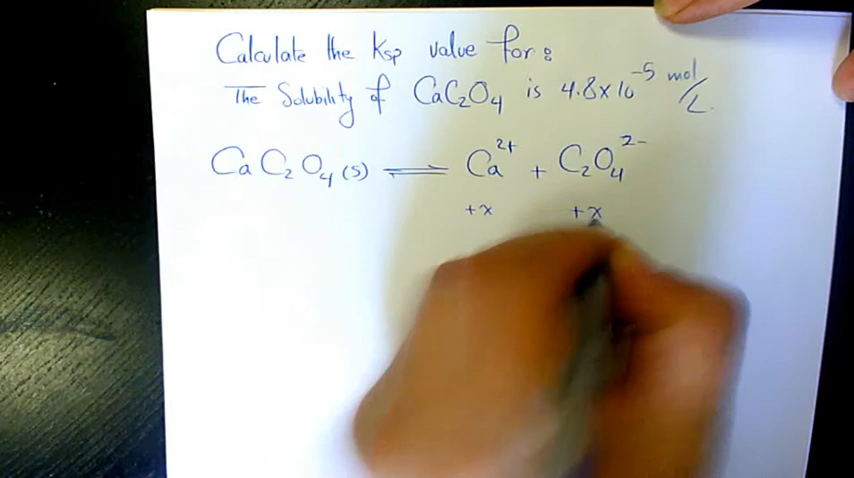 Calculate the Ksp value for:
The Solubility of CaC₂O₄ is 4.8x10⁻⁵ mol/L.
CaC₂O₄(s) ⇌ Ca²⁺ + C₂O₄²⁻
+x +x